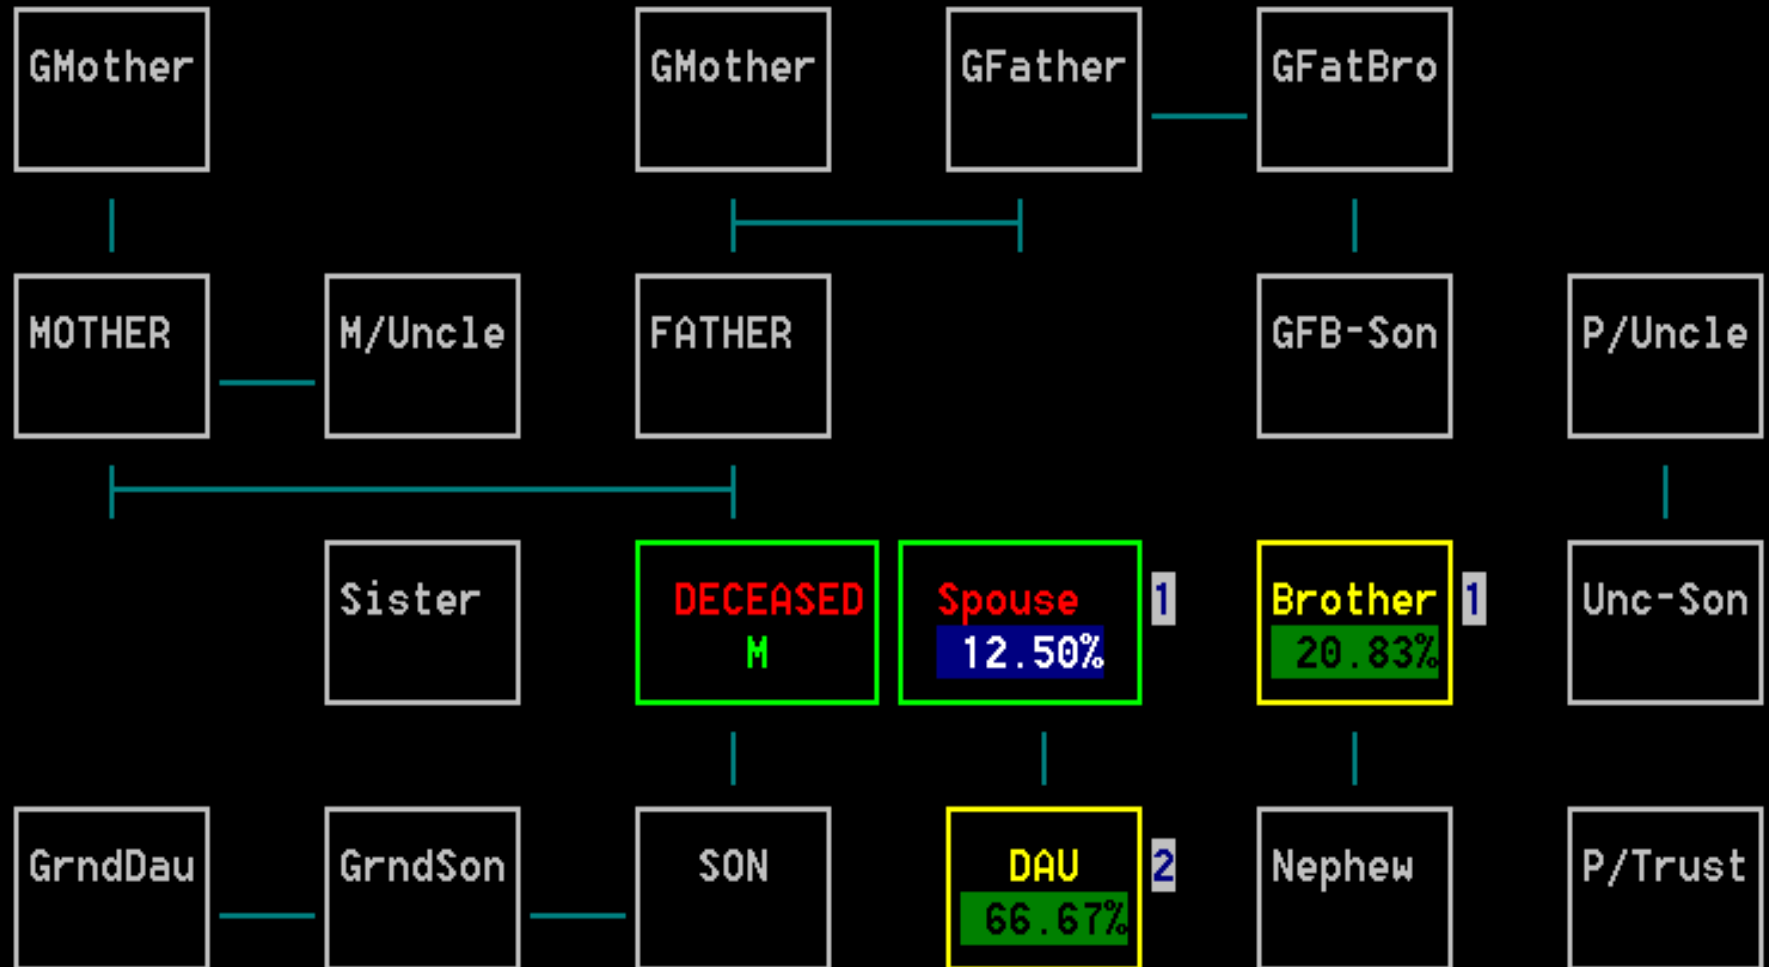 GMother GMother GFather GFatBro
MOTHER M/Uncle FATHER GFB-Son P/Uncle
Sister DECEASED Spouse 1 Brother 1 Unc-Son
M 12.50% 20.83%
GrndDau GrndSon SON DAU 2 Nephew P/Trust
66.67%